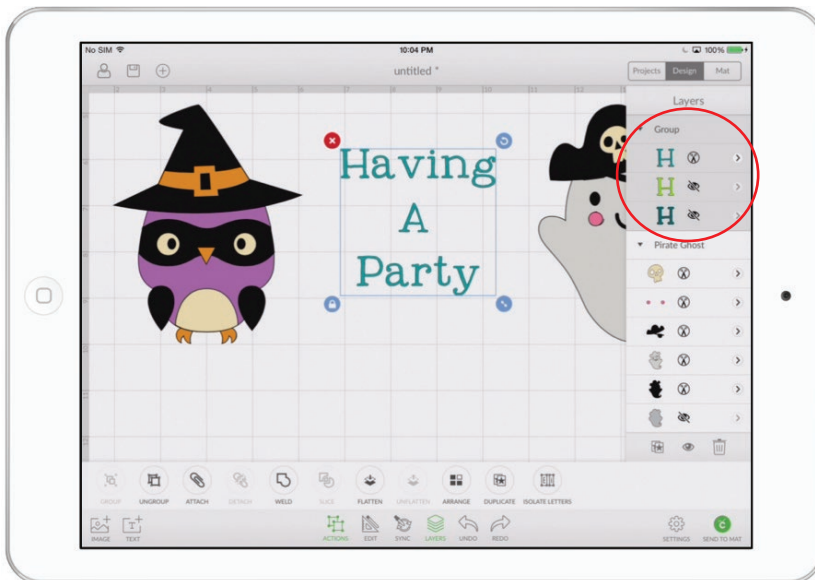 No SIM 10:04 PM 100%
untitled *
Projects Design Mat
Layers
Group
H
H
H
Having
A
Party
Pirate Ghost
GROUP UNGROUP ATTACH DETACH WELD SLICE FLATTEN UNFLATTEN ARRANGE DUPLICATE ISOLATE LETTERS
IMAGE TEXT ACTIONS EDIT SYNC LAYERS UNDO REDO SETTINGS SEND TO MAT